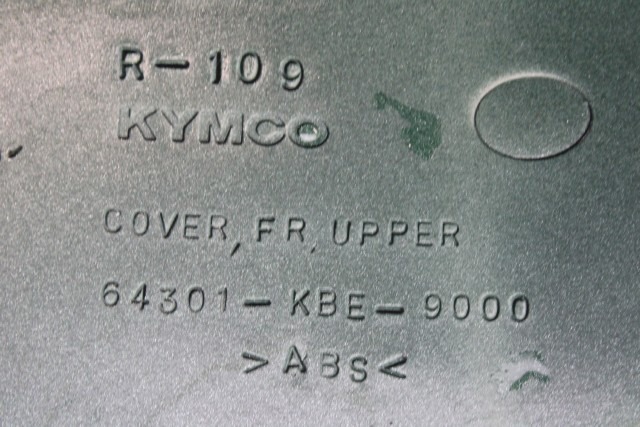 R-109
KYMCO
COVER, FR, UPPER
64301-KBE-9000
>ABS<